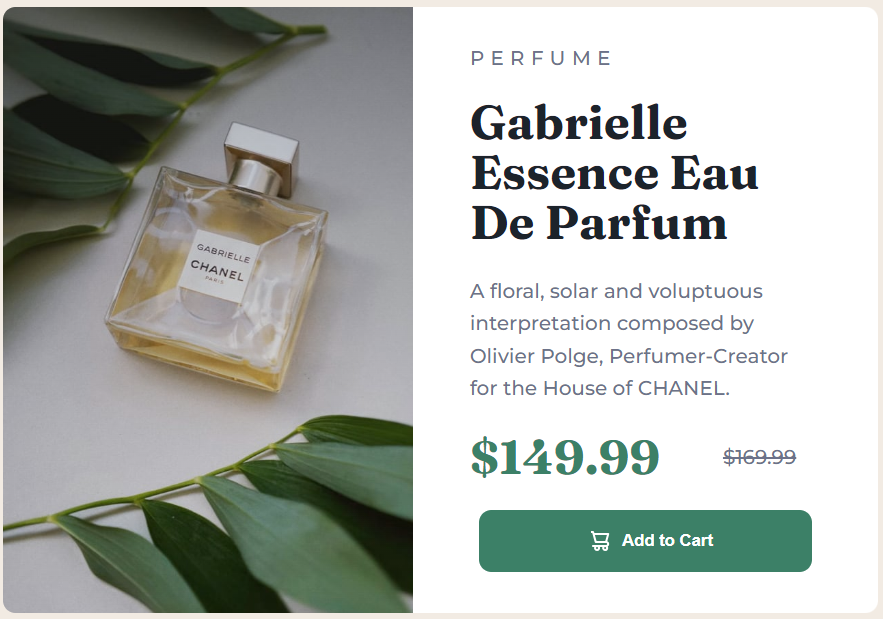 GABRIELLE
CHANEL
PARIS
PERFUME
Gabrielle
Essence Eau
De Parfum
A floral, solar and voluptuous
interpretation composed by
Olivier Polge, Perfumer-Creator
for the House of CHANEL.
$149.99 $169.99
Add to Cart